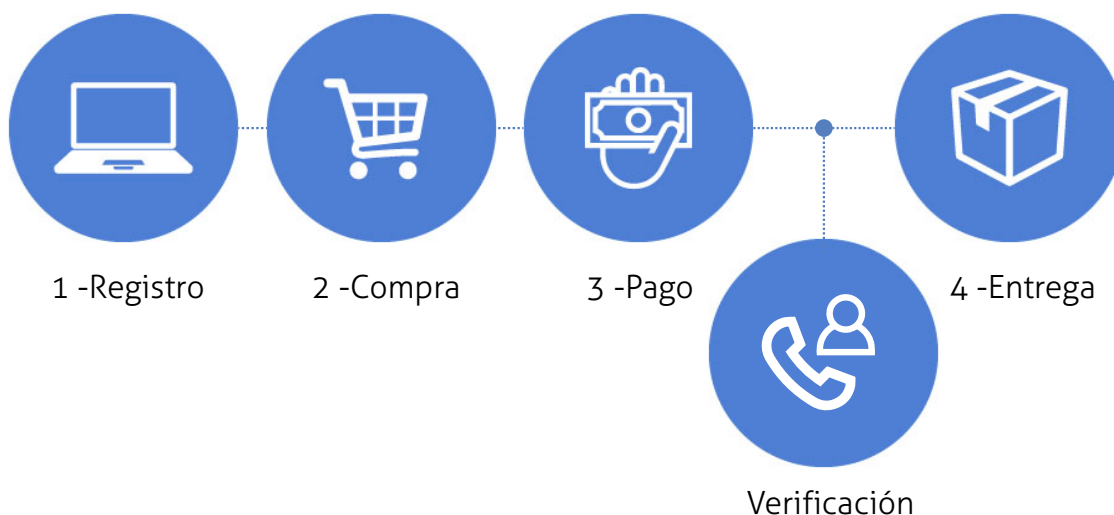 1 -Registro
2 -Compra
3 -Pago
4 -Entrega
Verificación